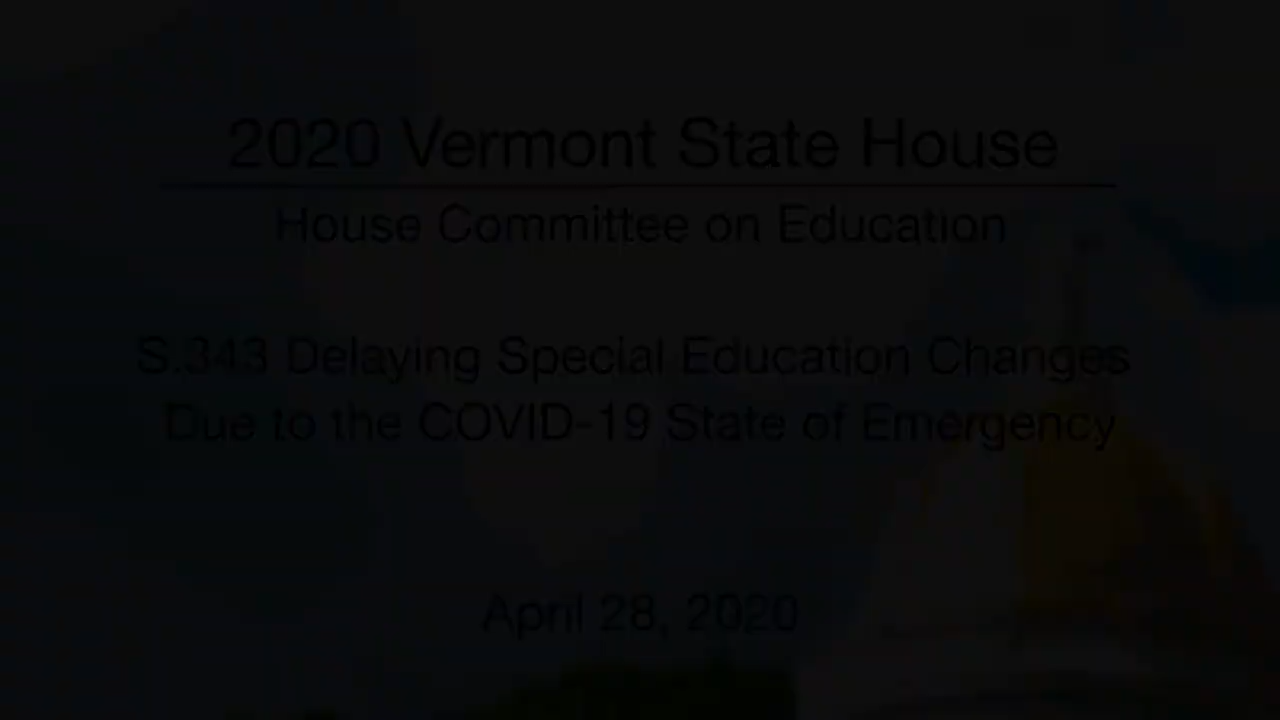 2020 Vermont State House
House Committee on Education
S.343 Delaying Special Education Changes
Due to the COVID-19 State of Emergency
April 28, 2020